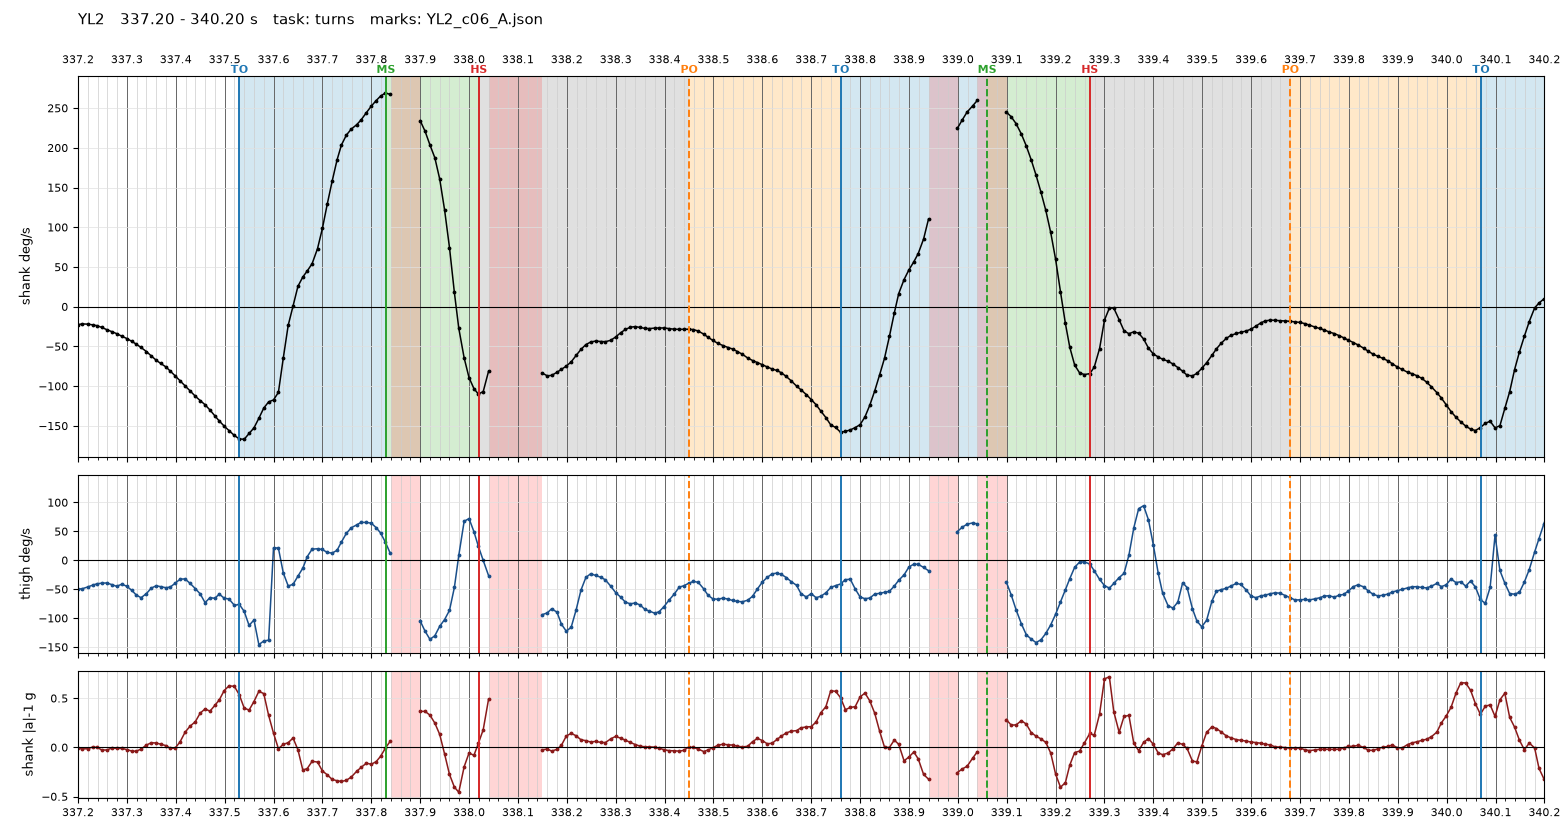 YL2   337.20 - 340.20 s   task: turns   marks: YL2_c06_A.json
337.2 337.3 337.4 337.5 337.6 337.7 337.8 337.9 338.0 338.1 338.2 338.3 338.4 338.5 338.6 338.7 338.8 338.9 339.0 339.1 339.2 339.3 339.4 339.5 339.6 339.7 339.8 339.9 340.0 340.1 340.2
TO MS HS PO TO MS HS PO TO
shank deg/s
250
200
150
100
50
0
−50
−100
−150
thigh deg/s
100
50
0
−50
−100
−150
shank |a|-1 g
0.5
0.0
−0.5
337.2 337.3 337.4 337.5 337.6 337.7 337.8 337.9 338.0 338.1 338.2 338.3 338.4 338.5 338.6 338.7 338.8 338.9 339.0 339.1 339.2 339.3 339.4 339.5 339.6 339.7 339.8 339.9 340.0 340.1 340.2